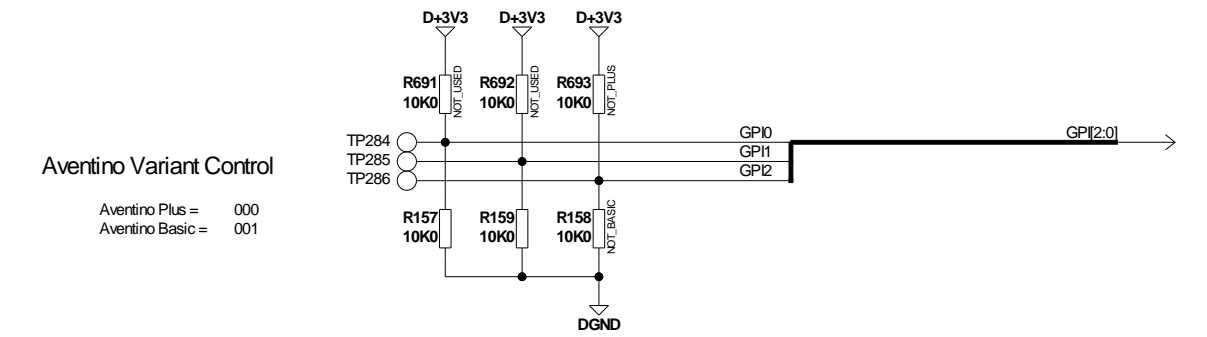 D+3V3 D+3V3 D+3V3
R691 10K0 NOT_USED
R692 10K0 NOT_USED
R693 10K0 NOT_PLUS
TP284 GPI0 GPI[2:0]
TP285 GPI1
TP286 GPI2
Aventino Variant Control
Aventino Plus = 000
Aventino Basic = 001
R157 10K0
R159 10K0
R158 10K0 NOT_BASIC
DGND